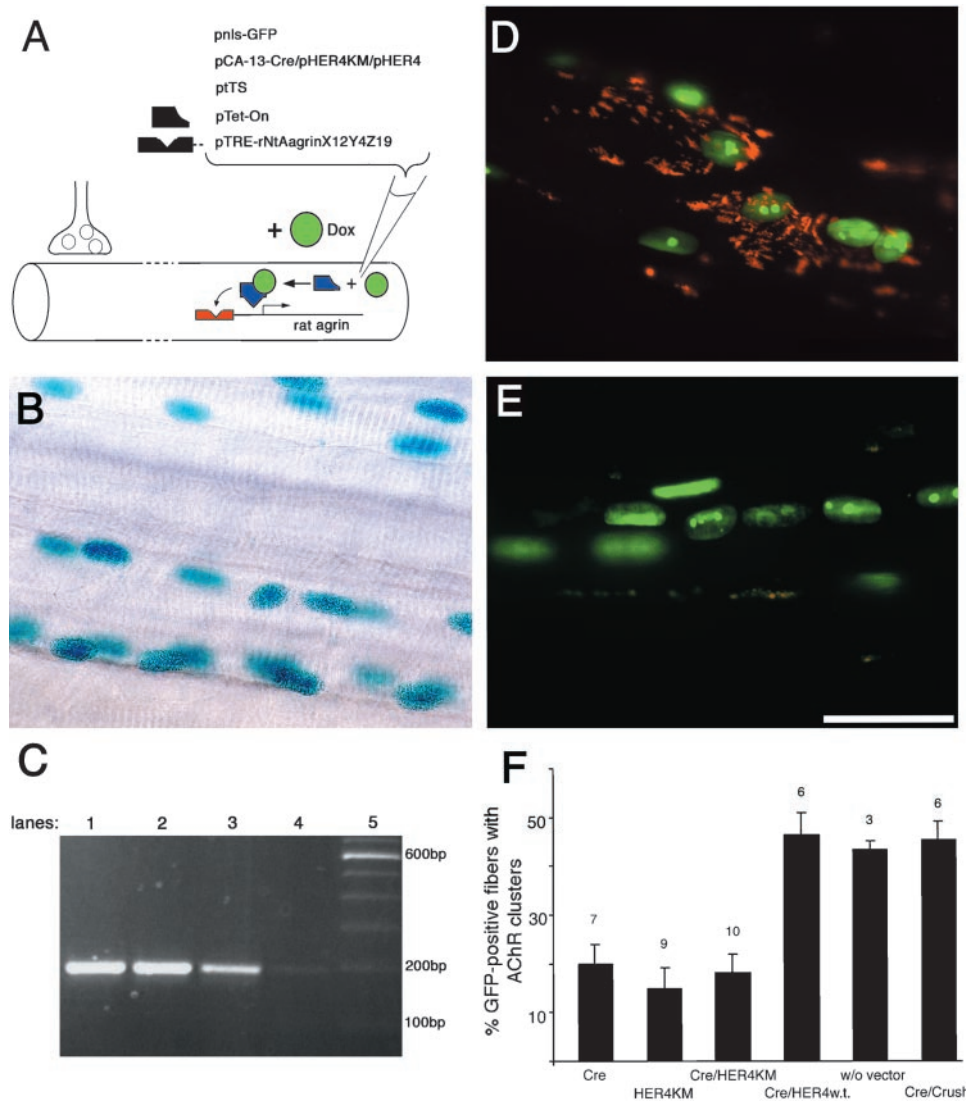 A
pnls-GFP
pCA-13-Cre/pHER4KM/pHER4
ptTS
pTet-On
pTRE-rNtAagrinX12Y4Z19
+ Dox
+
rat agrin
B
C
lanes: 1 2 3 4 5
600bp
200bp
100bp
D
E
F
% GFP-positive fibers with
AChR clusters
50
30
10
7
9
10
6
3
6
Cre
HER4KM
Cre/HER4KM
Cre/HER4w.t.
w/o vector
Cre/Crush